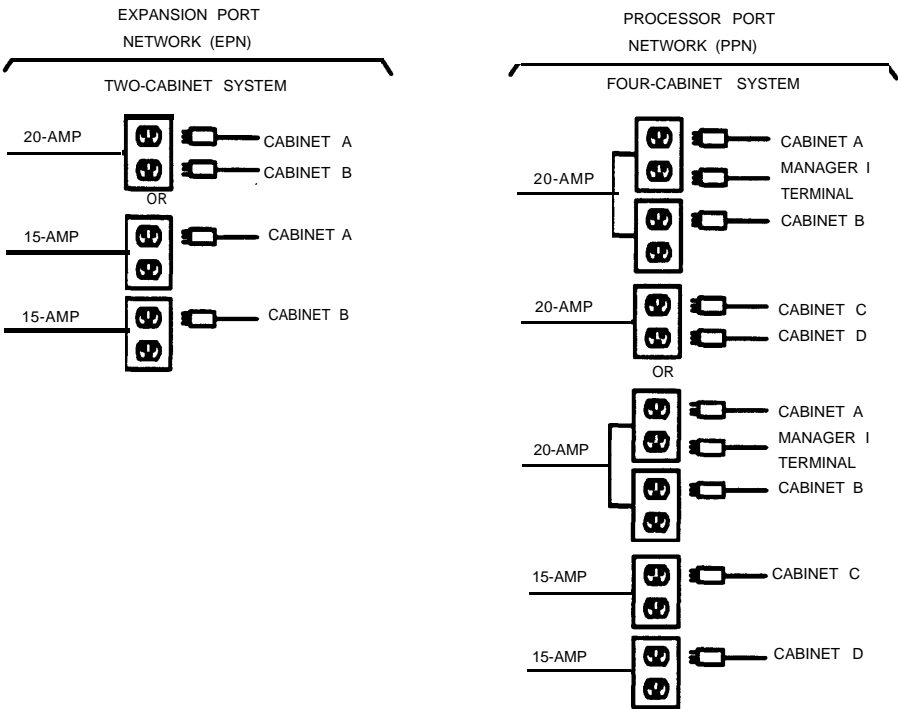 EXPANSION PORT
NETWORK (EPN)
TWO-CABINET SYSTEM
20-AMP
CABINET A
CABINET B
OR
15-AMP
CABINET A
15-AMP
CABINET B
PROCESSOR PORT
NETWORK (PPN)
FOUR-CABINET SYSTEM
20-AMP
CABINET A
MANAGER I
TERMINAL
CABINET B
20-AMP
CABINET C
CABINET D
OR
20-AMP
CABINET A
MANAGER I
TERMINAL
CABINET B
15-AMP
CABINET C
15-AMP
CABINET D